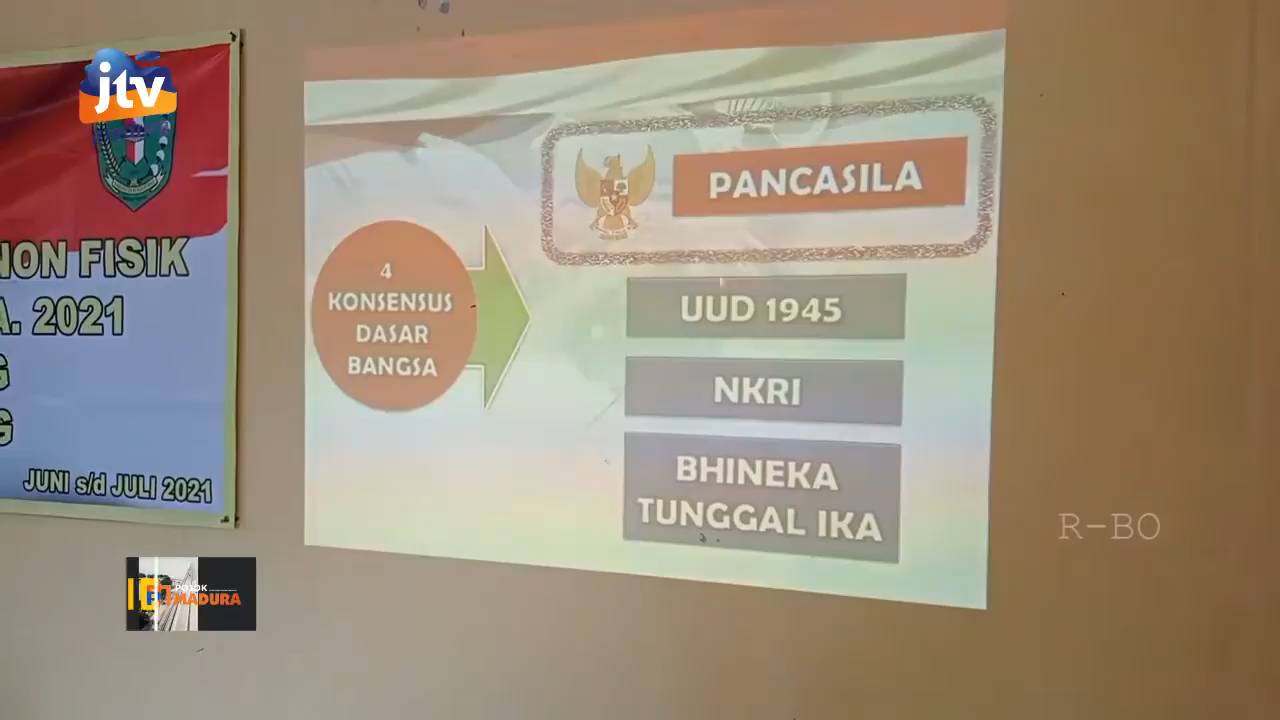 jtv
NON FISIK
A. 2021
G
G
JUNI s/d JULI 2021
4
KONSENSUS
DASAR
BANGSA
PANCASILA
UUD 1945
NKRI
BHINEKA
TUNGGAL IKA
R-BO
POJOK
MADURA